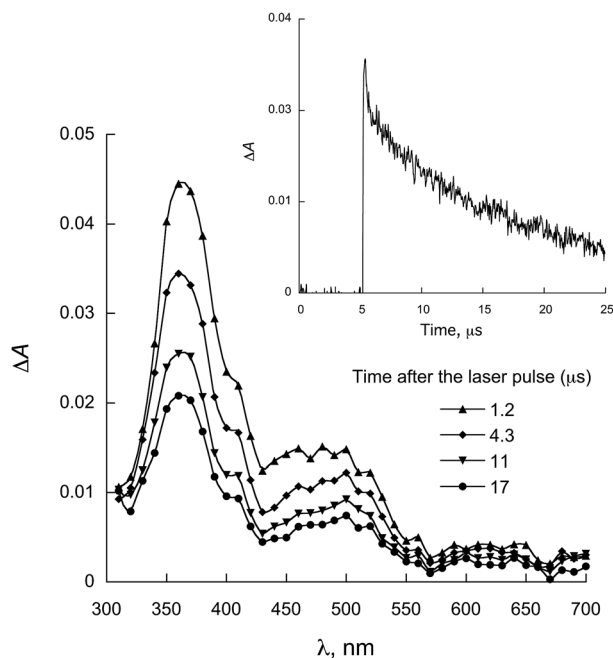 0.04
0.03
0.01
0
ΔA
0 5 10 15 20 25
Time, μs
0.05
0.04
0.03
0.02
0.01
0
ΔA
Time after the laser pulse (μs)
1.2
4.3
11
17
300 350 400 450 500 550 600 650 700
λ, nm